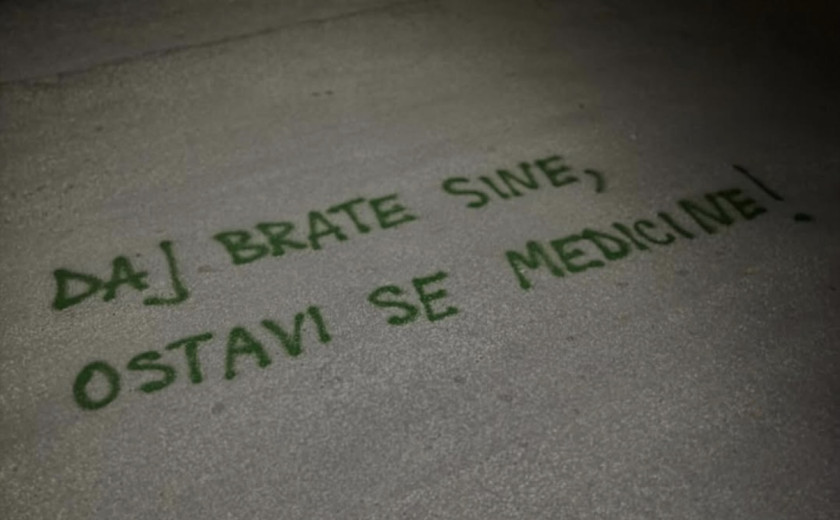 DAJ BRATE SINE,
OSTAVI SE MEDICINE!